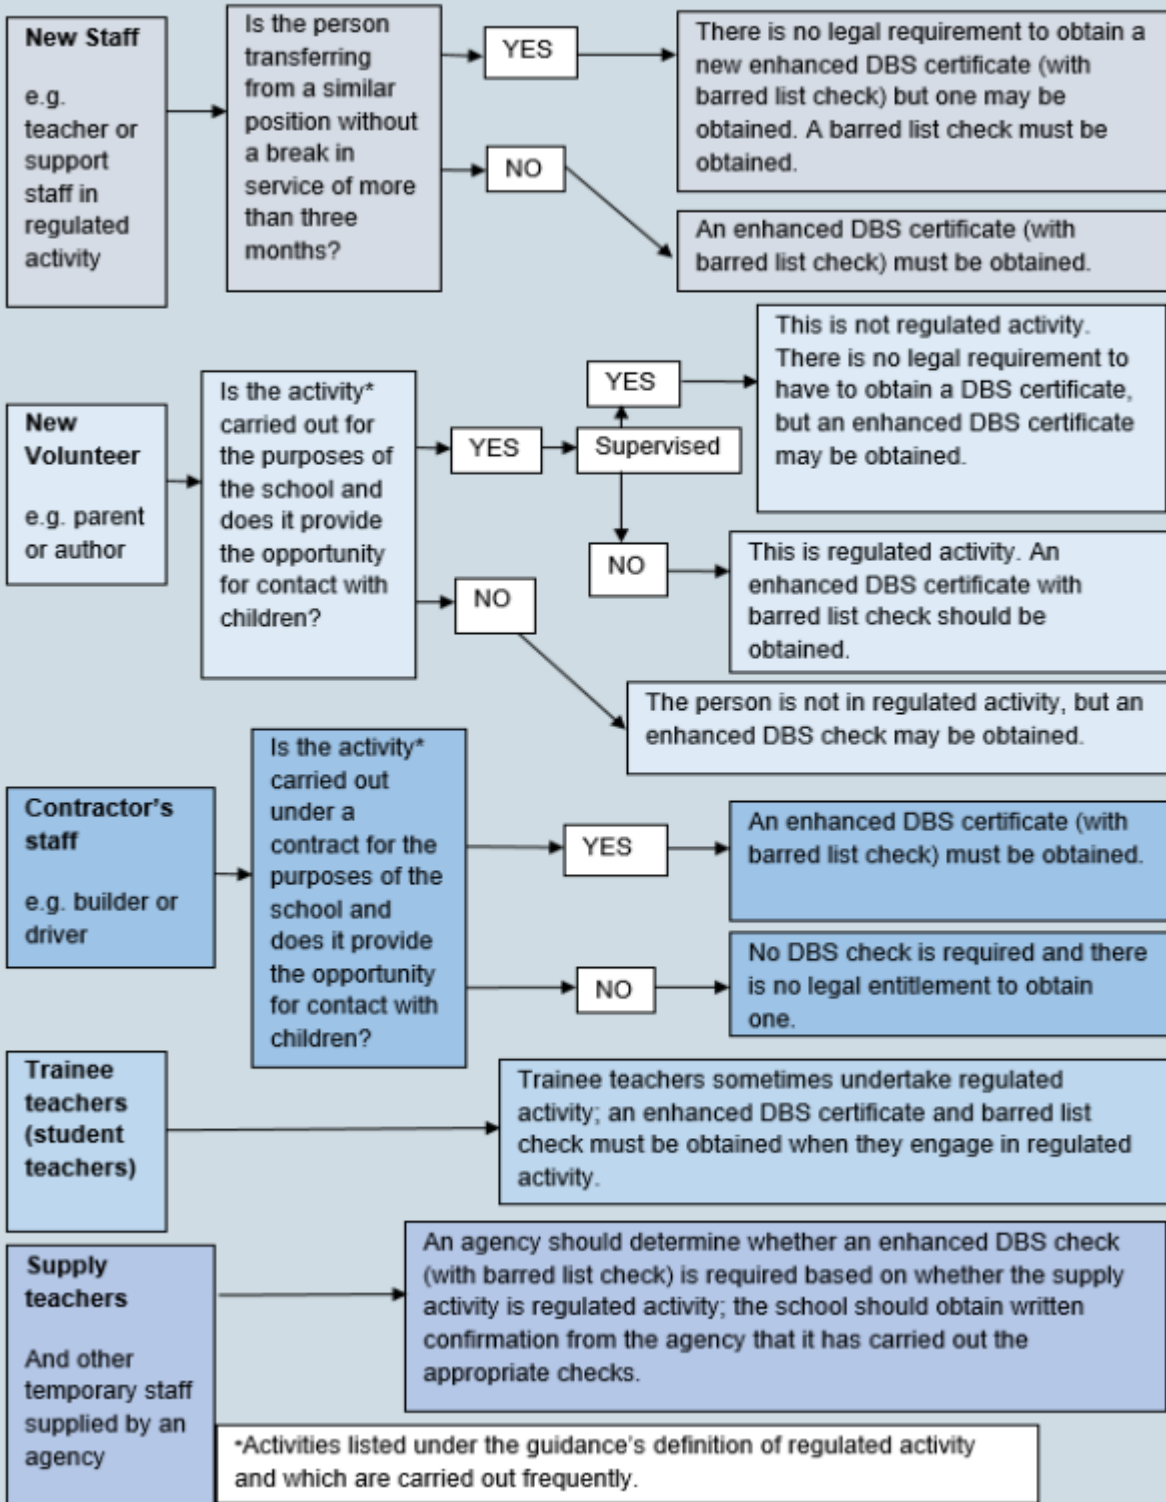 New Staff
e.g.
teacher or
support
staff in
regulated
activity
Is the person
transferring
from a similar
position without
a break in
service of more
than three
months?
YES
There is no legal requirement to obtain a
new enhanced DBS certificate (with
barred list check) but one may be
obtained. A barred list check must be
obtained.
NO
An enhanced DBS certificate (with
barred list check) must be obtained.
New
Volunteer
e.g. parent
or author
Is the activity*
carried out for
the purposes of
the school and
does it provide
the opportunity
for contact with
children?
YES
Supervised
YES
This is not regulated activity.
There is no legal requirement to
have to obtain a DBS certificate,
but an enhanced DBS certificate
may be obtained.
NO
This is regulated activity. An
enhanced DBS certificate with
barred list check should be
obtained.
NO
The person is not in regulated activity, but an
enhanced DBS check may be obtained.
Contractor's
staff
e.g. builder or
driver
Is the activity*
carried out
under a
contract for the
purposes of the
school and
does it provide
the opportunity
for contact with
children?
YES
An enhanced DBS certificate (with
barred list check) must be obtained.
NO
No DBS check is required and there
is no legal entitlement to obtain
one.
Trainee
teachers
(student
teachers)
Trainee teachers sometimes undertake regulated
activity; an enhanced DBS certificate and barred list
check must be obtained when they engage in regulated
activity.
Supply
teachers
And other
temporary staff
supplied by an
agency
An agency should determine whether an enhanced DBS check
(with barred list check) is required based on whether the supply
activity is regulated activity; the school should obtain written
confirmation from the agency that it has carried out the
appropriate checks.
*Activities listed under the guidance's definition of regulated activity
and which are carried out frequently.